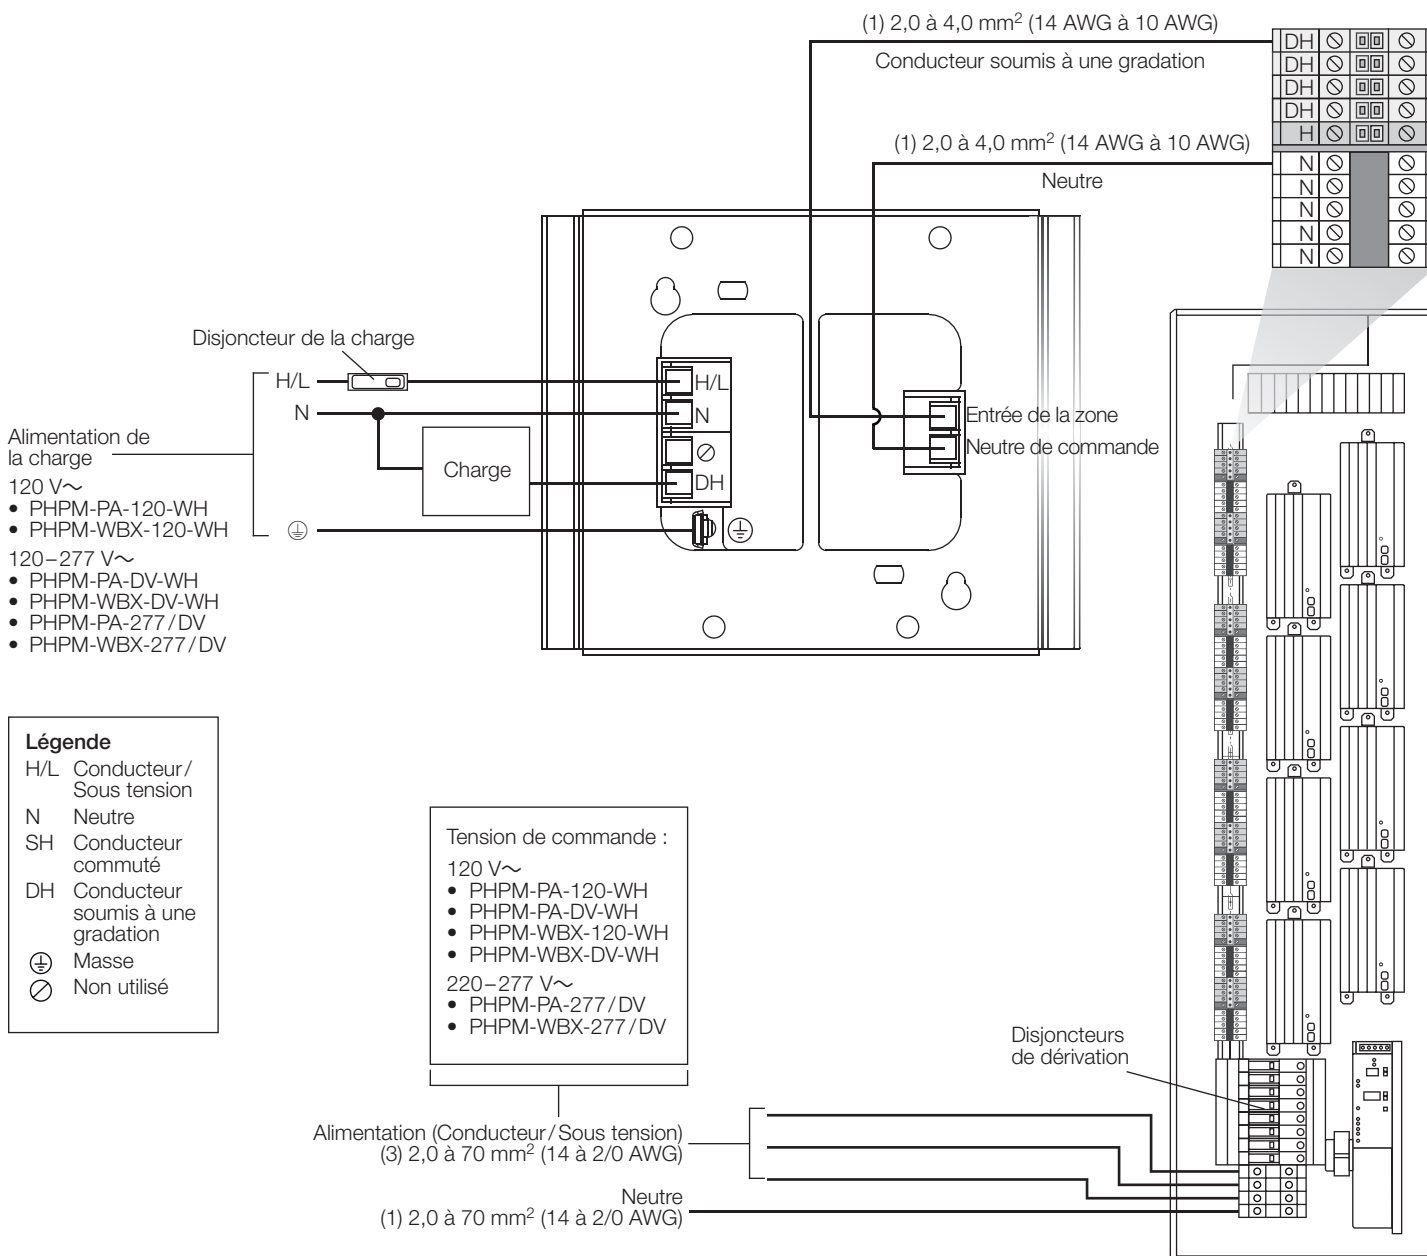 (1) 2,0 à 4,0 mm² (14 AWG à 10 AWG)
Conducteur soumis à une gradation
DH
DH
DH
DH
H
(1) 2,0 à 4,0 mm² (14 AWG à 10 AWG)
Neutre
N
N
N
N
N
Disjoncteur de la charge
H/L
N
Charge
H/L
N
DH
Entrée de la zone
Neutre de commande
Alimentation de
la charge
120 V~
• PHPM-PA-120-WH
• PHPM-WBX-120-WH
120–277 V~
• PHPM-PA-DV-WH
• PHPM-WBX-DV-WH
• PHPM-PA-277/DV
• PHPM-WBX-277/DV
Légende
H/L Conducteur/
Sous tension
N Neutre
SH Conducteur
commuté
DH Conducteur
soumis à une
gradation
Masse
Non utilisé
Tension de commande :
120 V~
• PHPM-PA-120-WH
• PHPM-PA-DV-WH
• PHPM-WBX-120-WH
• PHPM-WBX-DV-WH
220–277 V~
• PHPM-PA-277/DV
• PHPM-WBX-277/DV
Disjoncteurs
de dérivation
Alimentation (Conducteur/Sous tension)
(3) 2,0 à 70 mm² (14 à 2/0 AWG)
Neutre
(1) 2,0 à 70 mm² (14 à 2/0 AWG)